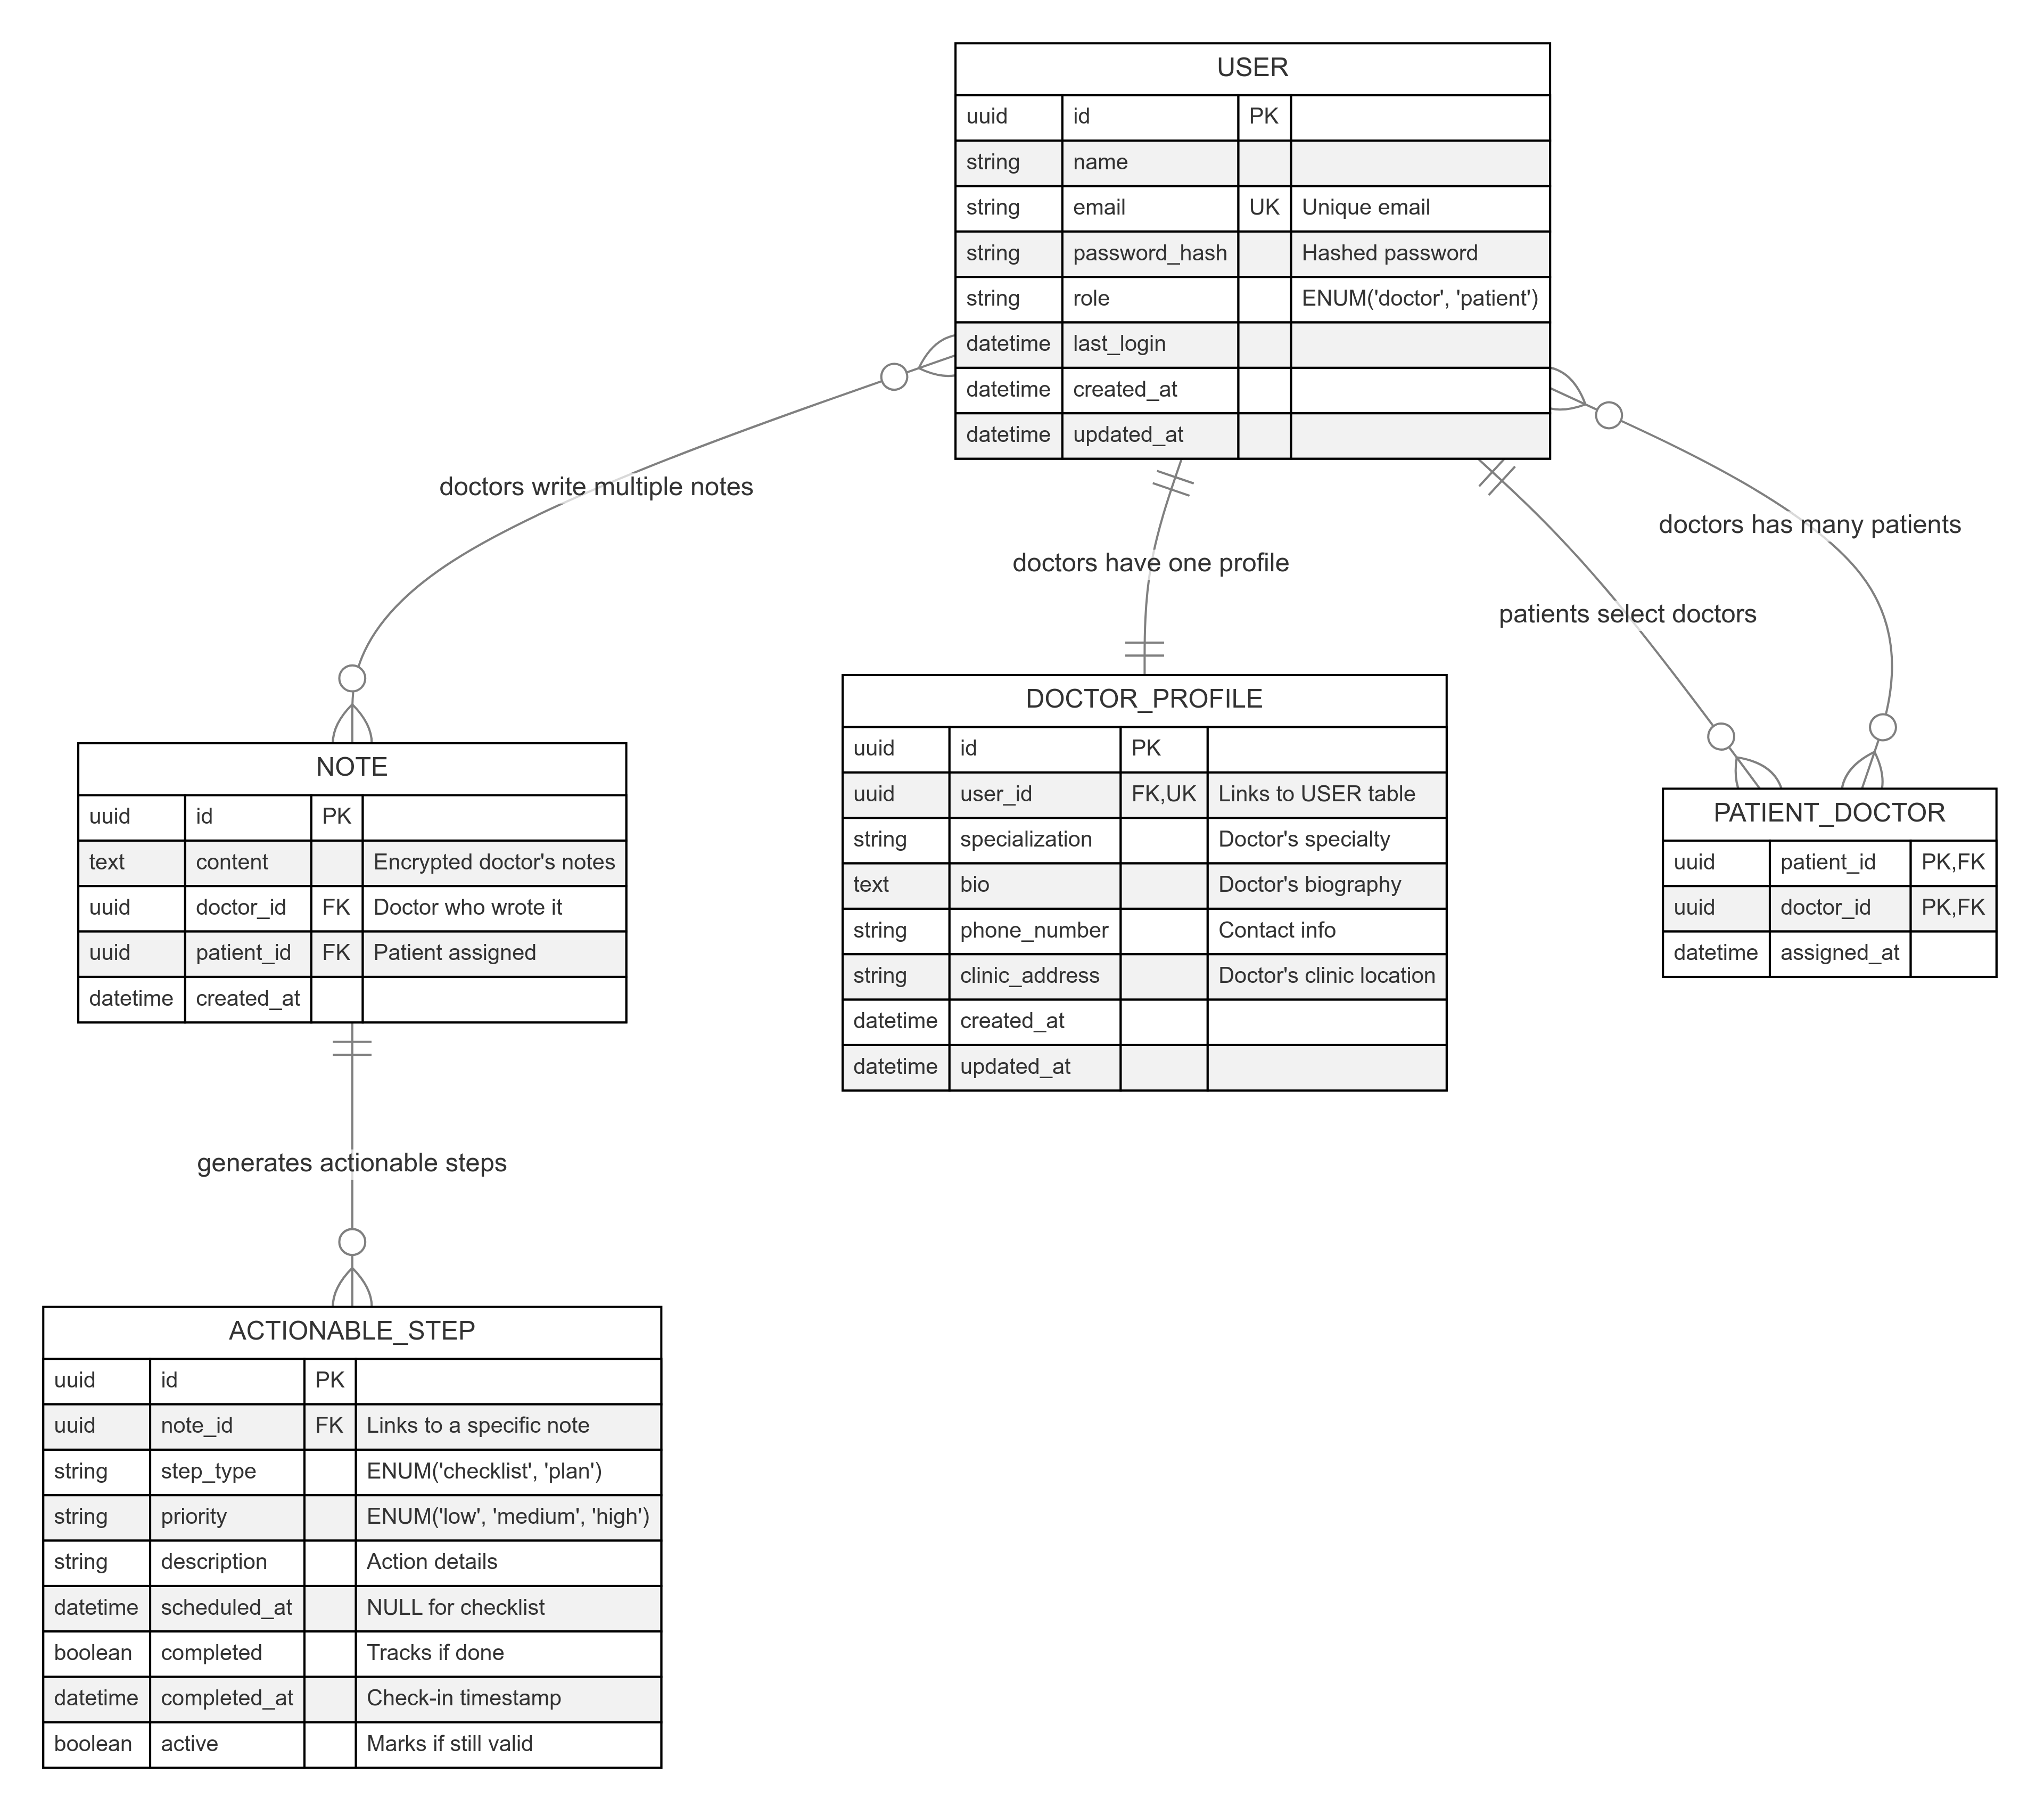 USER
uuid id PK
string name
string email UK Unique email
string password_hash Hashed password
string role ENUM('doctor', 'patient')
datetime last_login
datetime created_at
datetime updated_at
doctors write multiple notes
doctors have one profile
patients select doctors
doctors has many patients
NOTE
uuid id PK
text content Encrypted doctor's notes
uuid doctor_id FK Doctor who wrote it
uuid patient_id FK Patient assigned
datetime created_at
DOCTOR_PROFILE
uuid id PK
uuid user_id FK,UK Links to USER table
string specialization Doctor's specialty
text bio Doctor's biography
string phone_number Contact info
string clinic_address Doctor's clinic location
datetime created_at
datetime updated_at
PATIENT_DOCTOR
uuid patient_id PK,FK
uuid doctor_id PK,FK
datetime assigned_at
generates actionable steps
ACTIONABLE_STEP
uuid id PK
uuid note_id FK Links to a specific note
string step_type ENUM('checklist', 'plan')
string priority ENUM('low', 'medium', 'high')
string description Action details
datetime scheduled_at NULL for checklist
boolean completed Tracks if done
datetime completed_at Check-in timestamp
boolean active Marks if still valid